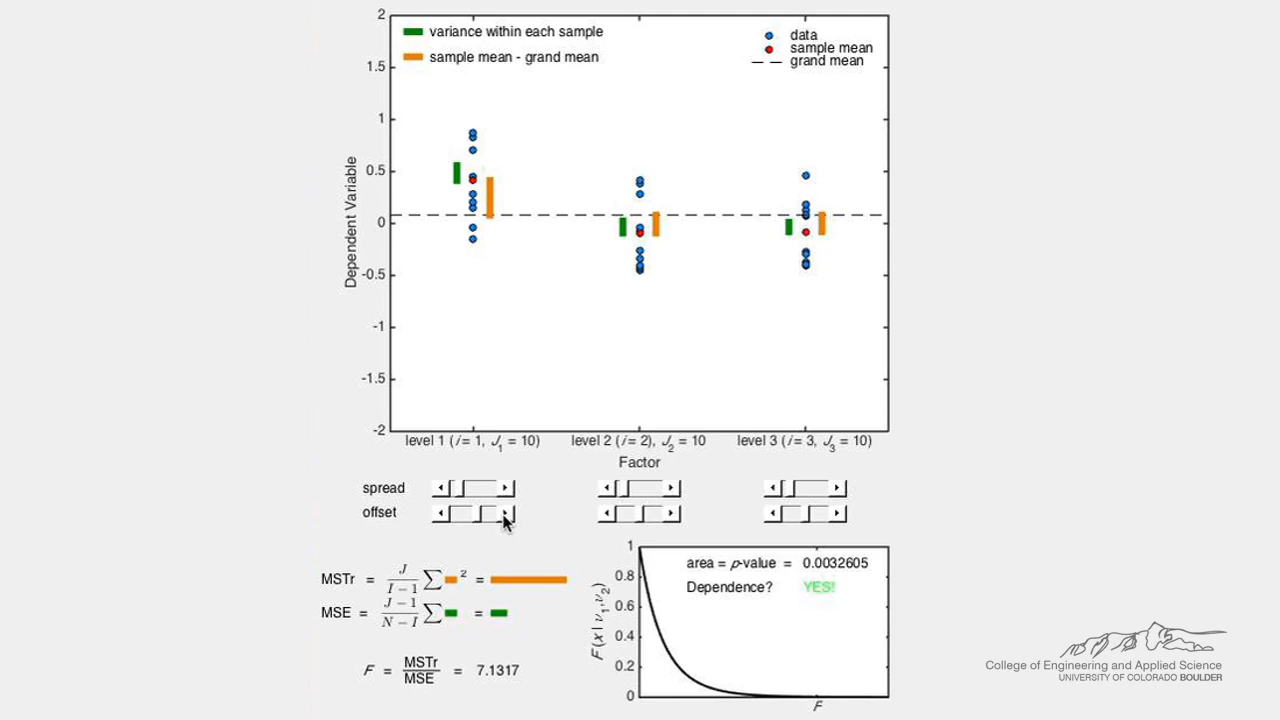 2
variance within each sample
sample mean - grand mean
data
sample mean
grand mean
1.5
1
0.5
0
-0.5
-1
-1.5
-2
Dependent Variable
level 1 (i = 1, J1 = 10)
level 2 (i = 2), J2 = 10
level 3 (i = 3, J3 = 10)
Factor
spread
offset
MSTr = J / I − 1 ∑ 2 =
MSE = J − 1 / N − I ∑ =
F = MSTr / MSE = 7.1317
1
0.8
0.6
0.4
0.2
0
F(x | ν1,ν2)
area = p-value = 0.0032605
Dependence? YES!
F
College of Engineering and Applied Science
UNIVERSITY OF COLORADO BOULDER